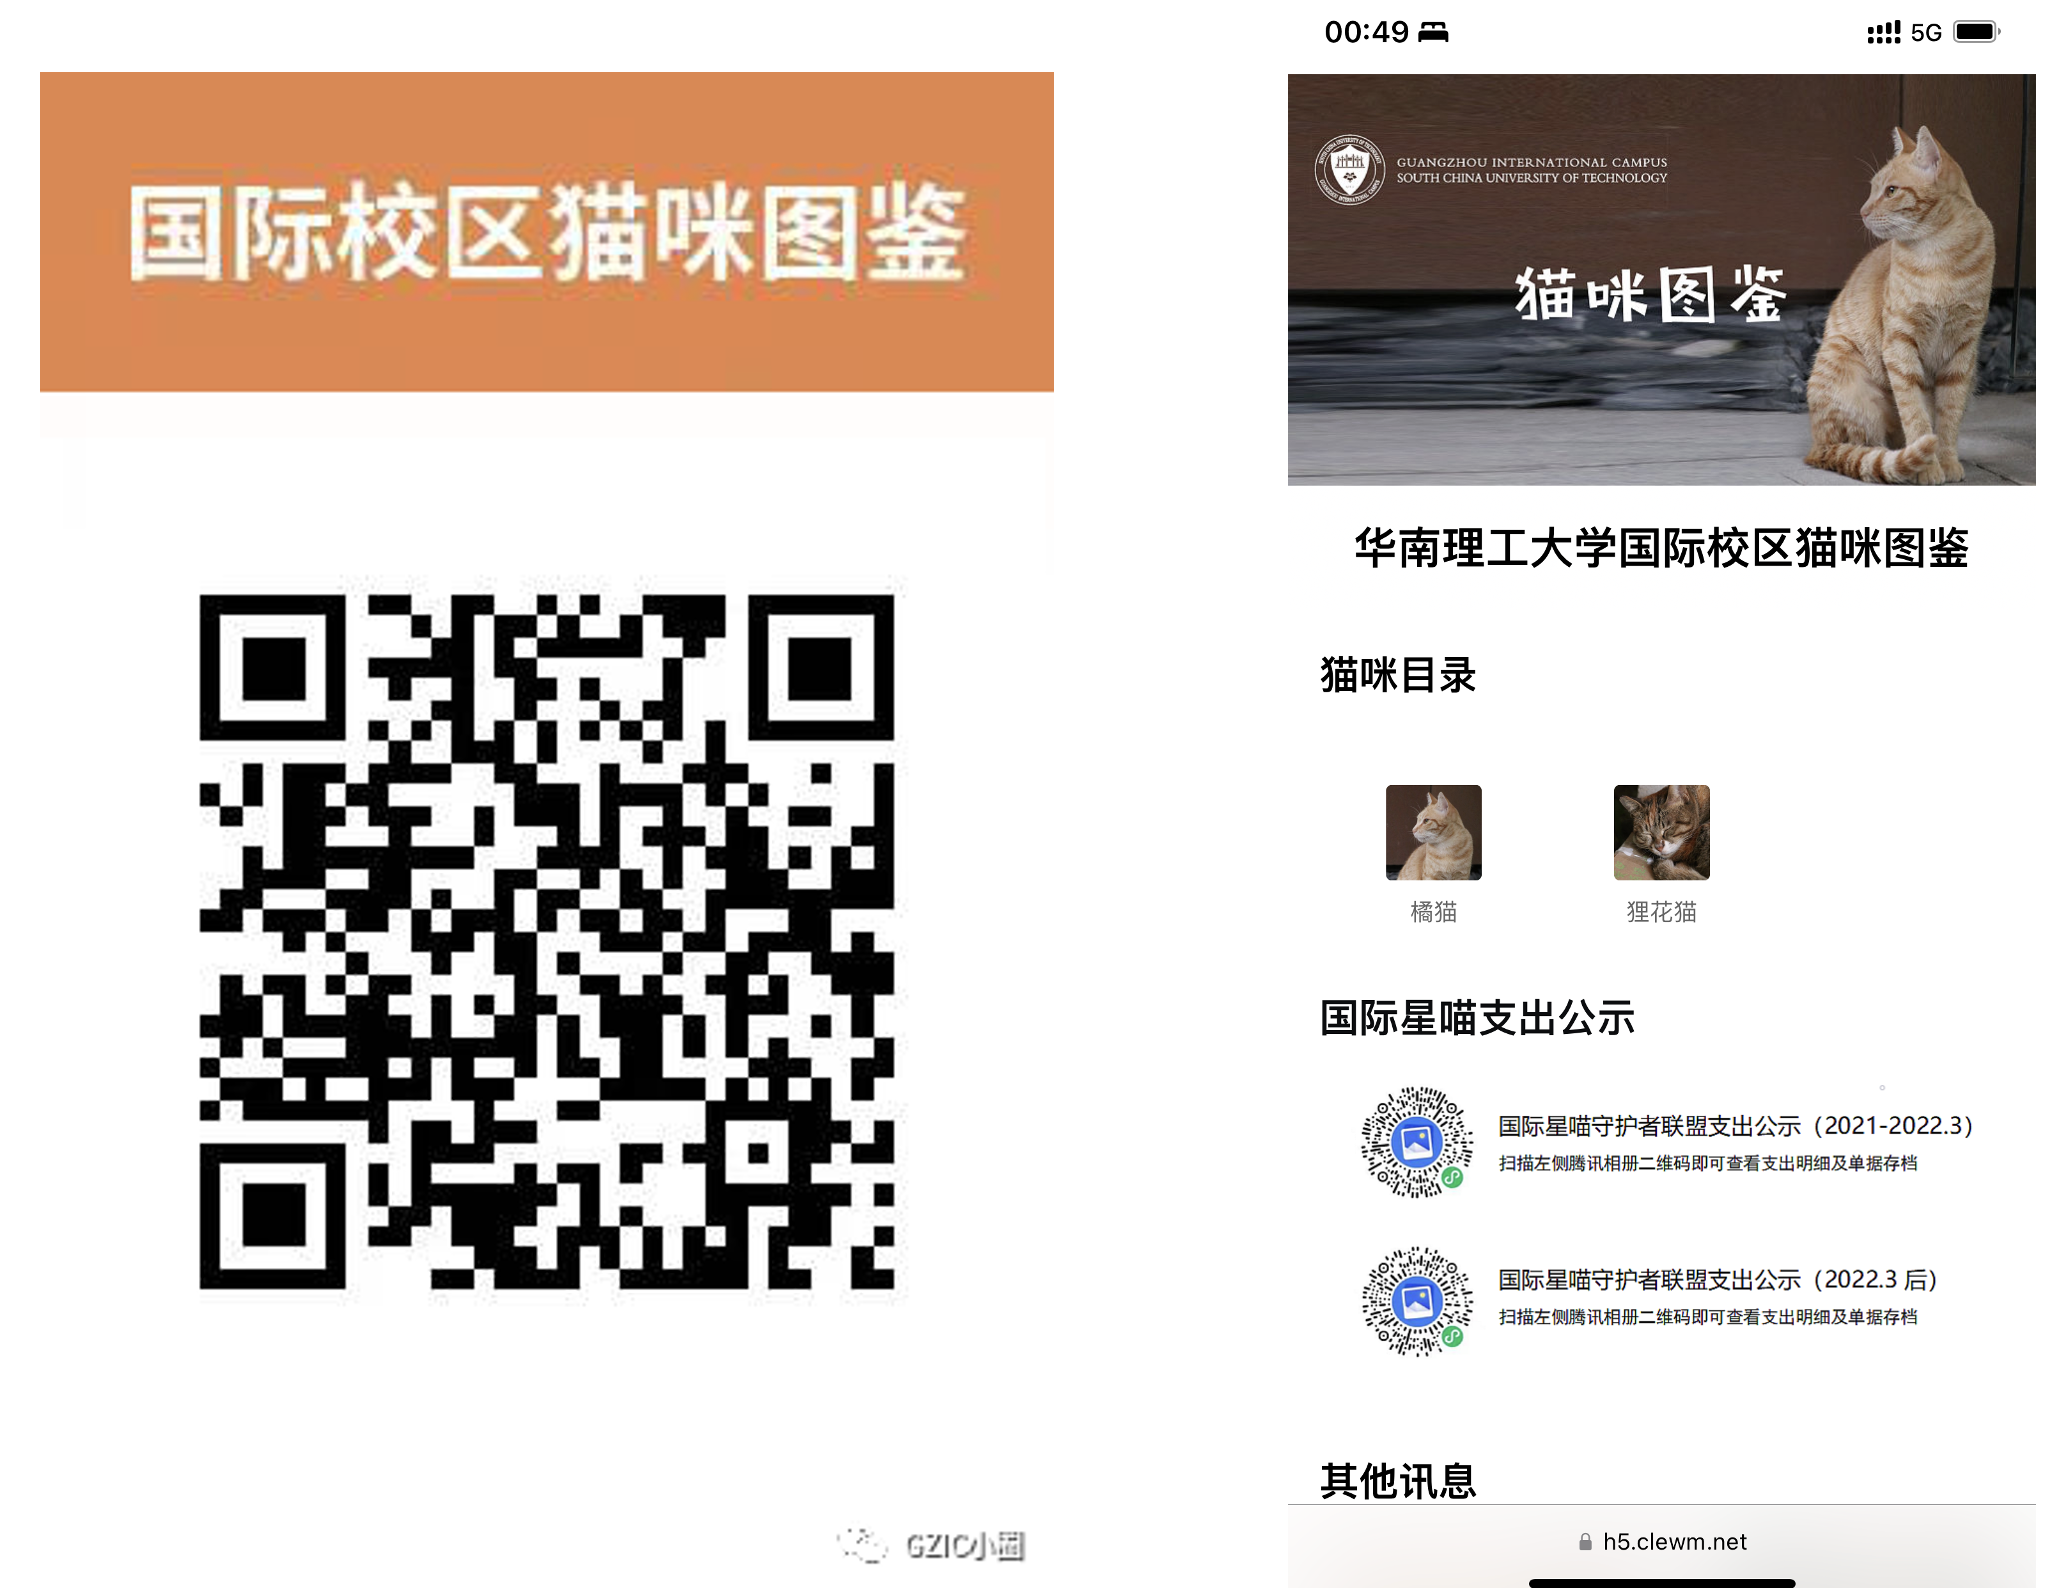 国际校区猫咪图鉴
GZIC小圈
00:49
5G
GUANGZHOU INTERNATIONAL CAMPUS
SOUTH CHINA UNIVERSITY OF TECHNOLOGY
猫咪图鉴
华南理工大学国际校区猫咪图鉴
猫咪目录
橘猫
狸花猫
国际星喵支出公示
国际星喵守护者联盟支出公示（2021-2022.3）
扫描左侧腾讯相册二维码即可查看支出明细及单据存档
国际星喵守护者联盟支出公示（2022.3 后）
扫描左侧腾讯相册二维码即可查看支出明细及单据存档
其他讯息
h5.clewm.net